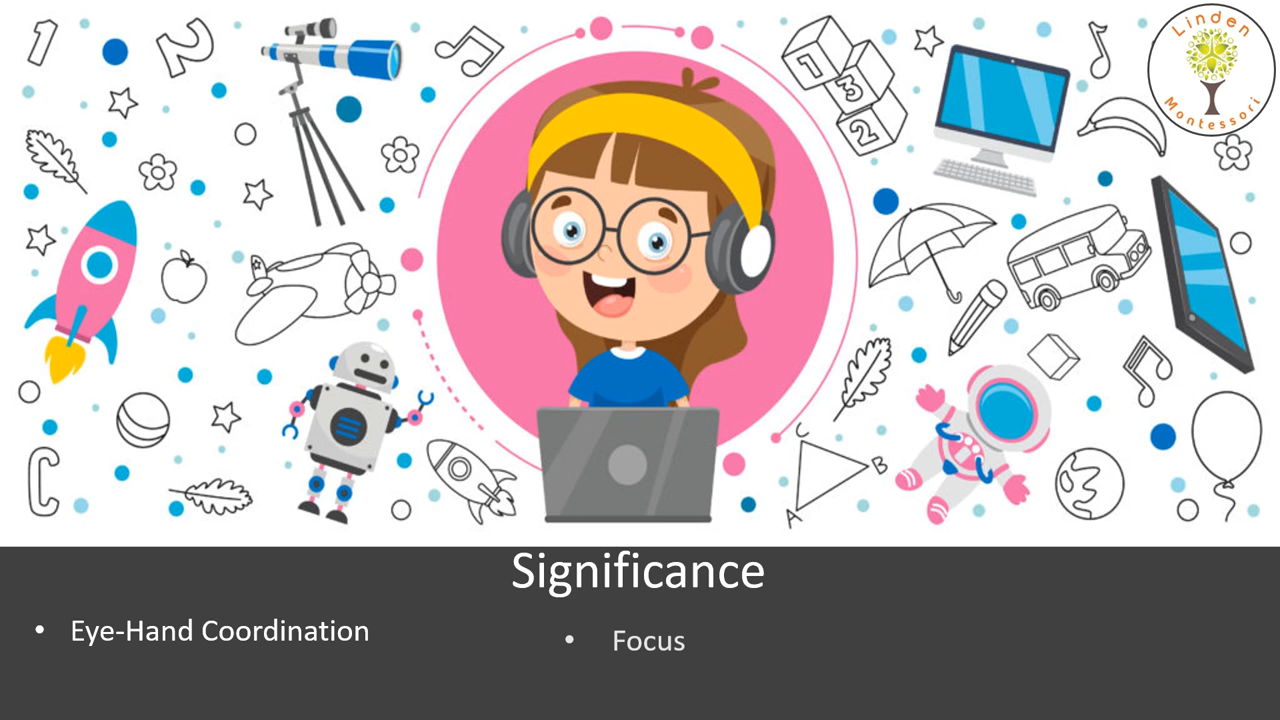 1
2
1
3
2
Linden
Montessori
C
C
B
A
Significance
• Eye-Hand Coordination
• Focus